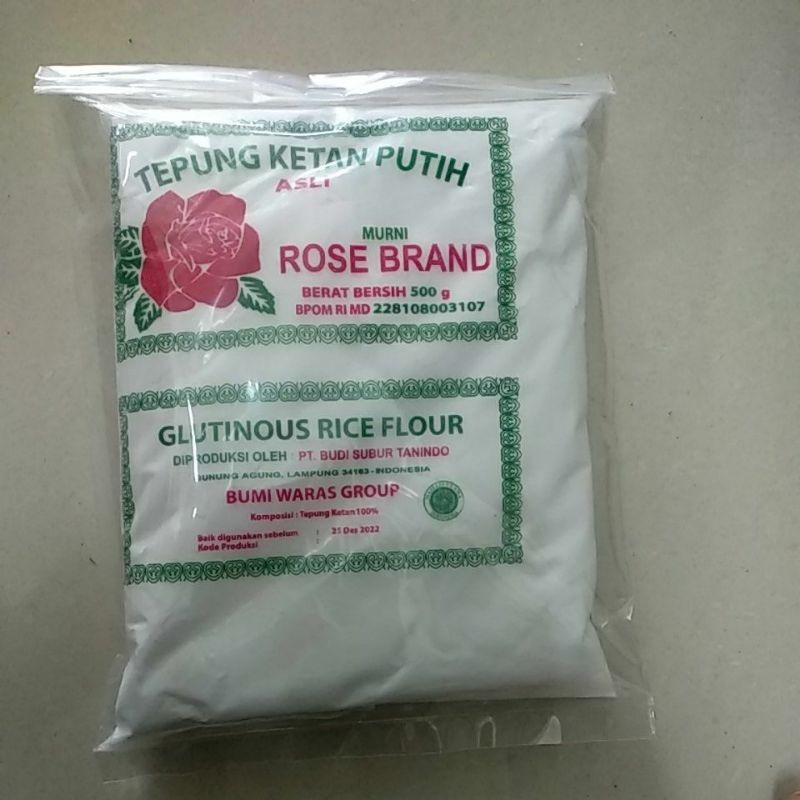 TEPUNG KETAN PUTIH
ASLI
MURNI
ROSE BRAND
BERAT BERSIH 500 g
BPOM RI MD 228108003107
GLUTINOUS RICE FLOUR
DIPRODUKSI OLEH : PT. BUDI SUBUR TANINDO
GUNUNG AGUNG, LAMPUNG 34163 - INDONESIA
BUMI WARAS GROUP
Komposisi : Tepung Ketan 100%
Baik digunakan sebelum : 25 Des 2022
Kode Produksi :